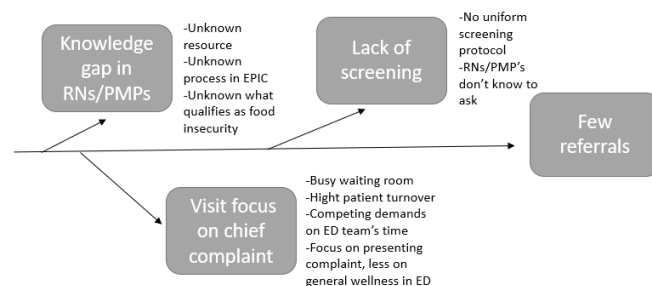 Knowledge
gap in
RNs/PMPs
-Unknown
resource
-Unknown
process in EPIC
-Unknown what
qualifies as food
insecurity
Lack of
screening
-No uniform
screening
protocol
-RNs/PMP's
don't know to
ask
Few
referrals
Visit focus
on chief
complaint
-Busy waiting room
-Hight patient turnover
-Competing demands
on ED team's time
-Focus on presenting
complaint, less on
general wellness in ED